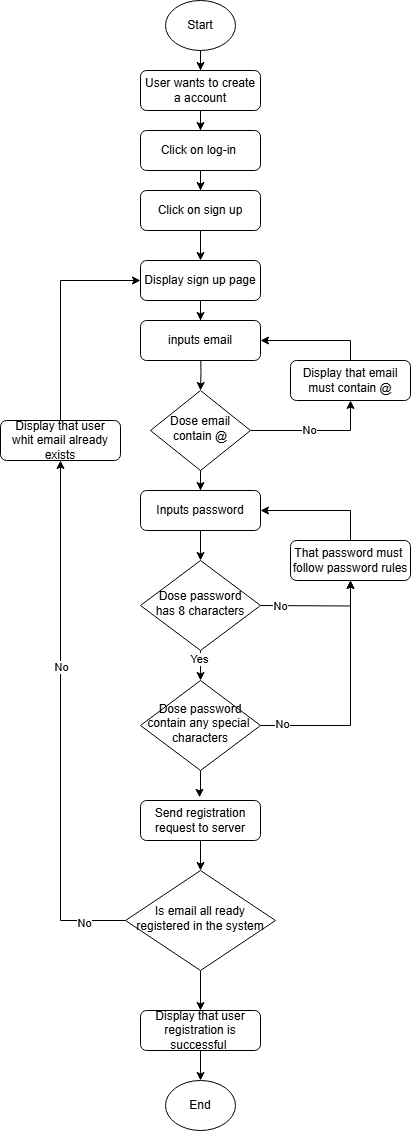 Start
User wants to create
a account
Click on log-in
Click on sign up
Display sign up page
inputs email
Display that email
must contain @
Dose email
contain @
No
Display that user
whit email already
exists
Inputs password
That password must
follow password rules
Dose password
has 8 characters
No
Yes
No
Dose password
contain any special
characters
No
Send registration
request to server
Is email all ready
registered in the system
No
Display that user
registration is
successful
End